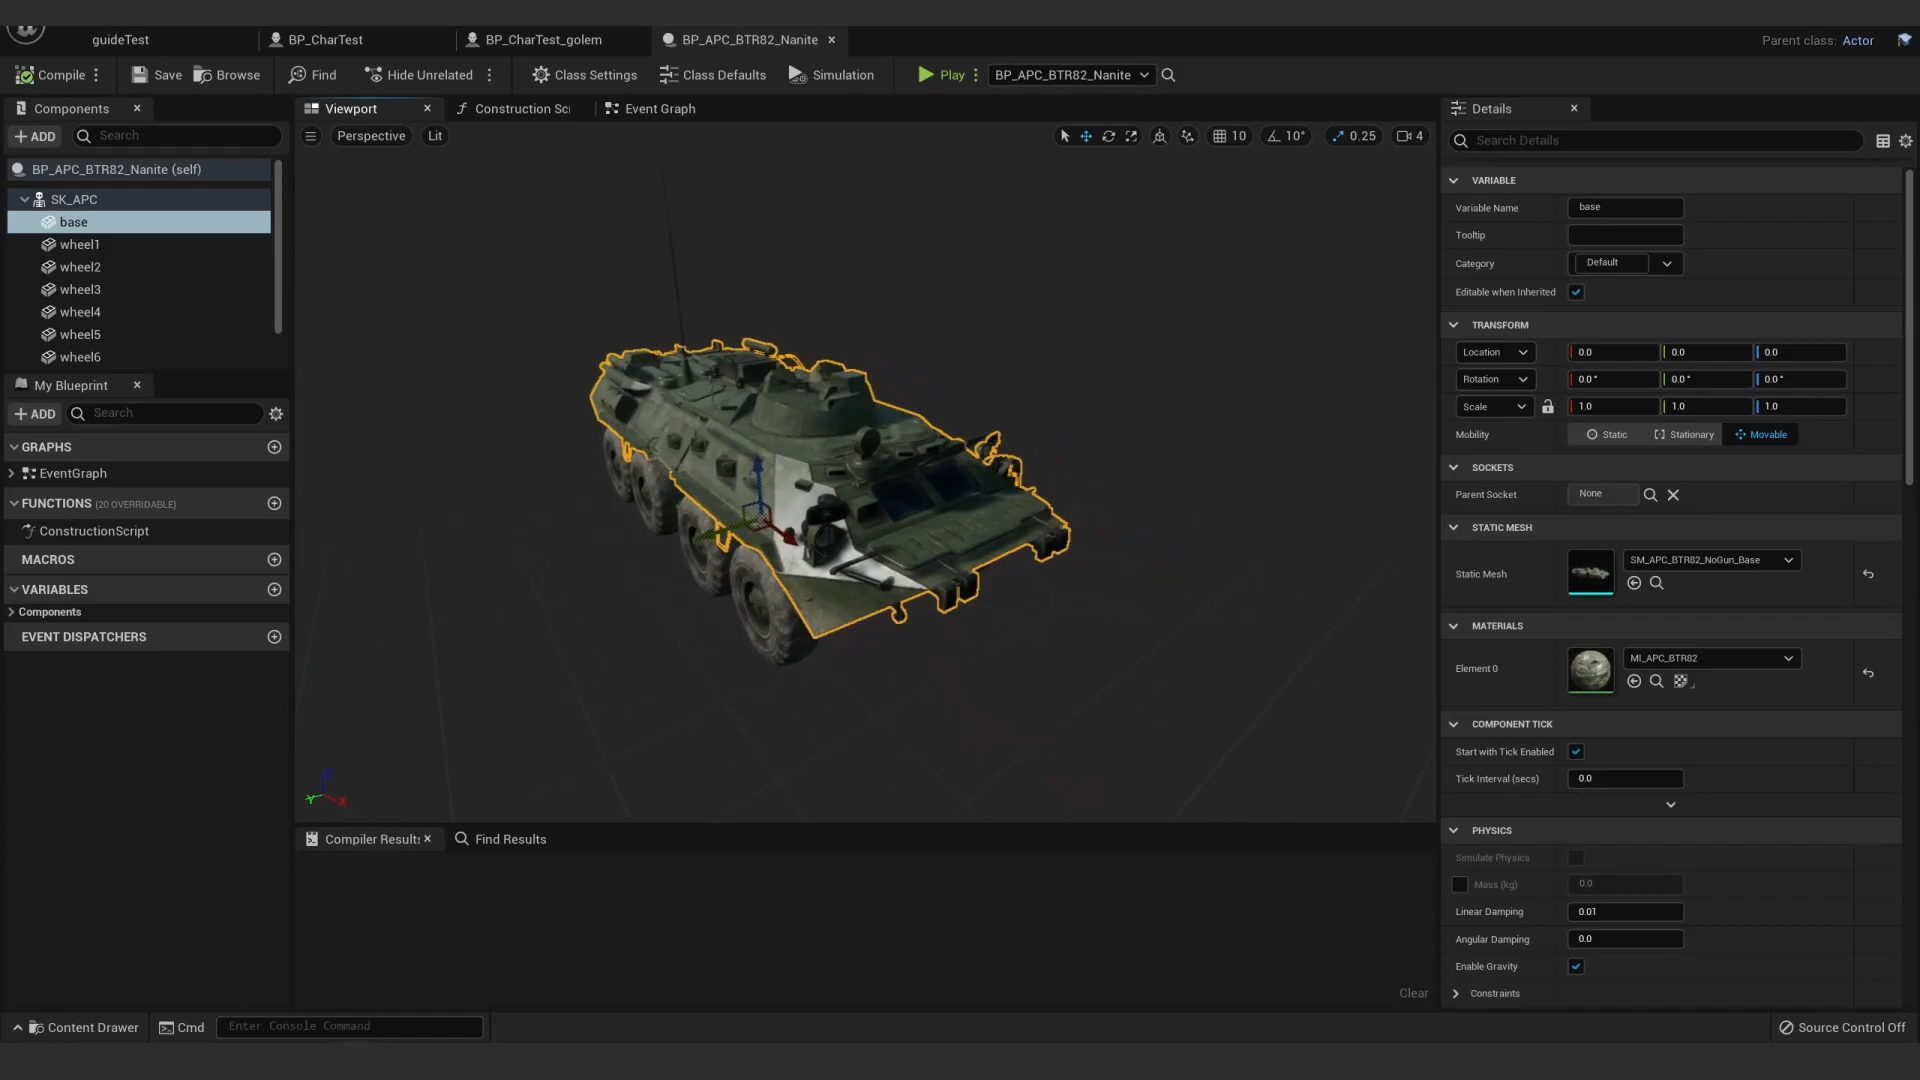 guideTest
BP_CharTest
BP_CharTest_golem
BP_APC_BTR82_Nanite
Parent class: Actor
Compile
Save
Browse
Find
Hide Unrelated
Class Settings
Class Defaults
Simulation
Play
BP_APC_BTR82_Nanite
Components
Viewport
Construction Sc
Event Graph
Details
ADD
Search
Perspective
Lit
10
10°
0.25
4
Search Details
BP_APC_BTR82_Nanite (self)
SK_APC
base
wheel1
wheel2
wheel3
wheel4
wheel5
wheel6
My Blueprint
ADD
Search
GRAPHS
EventGraph
FUNCTIONS (20 OVERRIDABLE)
ConstructionScript
MACROS
VARIABLES
Components
EVENT DISPATCHERS
Z
Y
X
Compiler Results
Find Results
Clear
VARIABLE
Variable Name base
Tooltip
Category Default
Editable when Inherited
TRANSFORM
Location 0.0 0.0 0.0
Rotation 0.0° 0.0° 0.0°
Scale 1.0 1.0 1.0
Mobility Static Stationary Movable
SOCKETS
Parent Socket None
STATIC MESH
Static Mesh SM_APC_BTR82_NoGun_Base
MATERIALS
Element 0 MI_APC_BTR82
COMPONENT TICK
Start with Tick Enabled
Tick Interval (secs) 0.0
PHYSICS
Simulate Physics
Mass (kg) 0.0
Linear Damping 0.01
Angular Damping 0.0
Enable Gravity
Constraints
Content Drawer
Cmd
Enter Console Command
Source Control Off